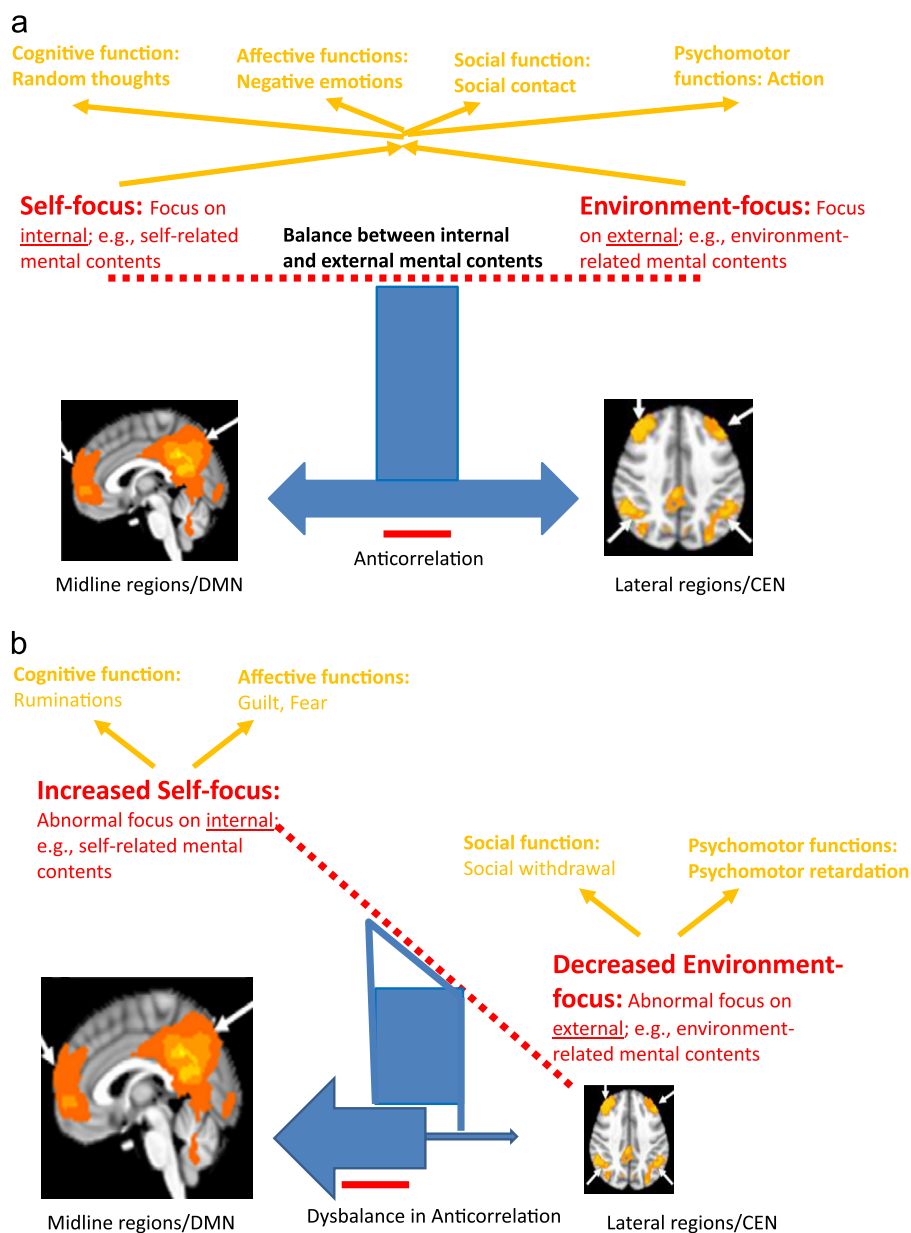 a
Cognitive function:
Random thoughts
Affective functions:
Negative emotions
Social function:
Social contact
Psychomotor
functions: Action
Self-focus: Focus on
internal; e.g., self-related
mental contents
Balance between internal
and external mental contents
Environment-focus: Focus
on external; e.g., environment-
related mental contents
Anticorrelation
Midline regions/DMN
Lateral regions/CEN
b
Cognitive function:
Ruminations
Affective functions:
Guilt, Fear
Increased Self-focus:
Abnormal focus on internal;
e.g., self-related mental
contents
Social function:
Social withdrawal
Psychomotor functions:
Psychomotor retardation
Decreased Environment-
focus: Abnormal focus on
external; e.g., environment-
related mental contents
Midline regions/DMN
Dysbalance in Anticorrelation
Lateral regions/CEN